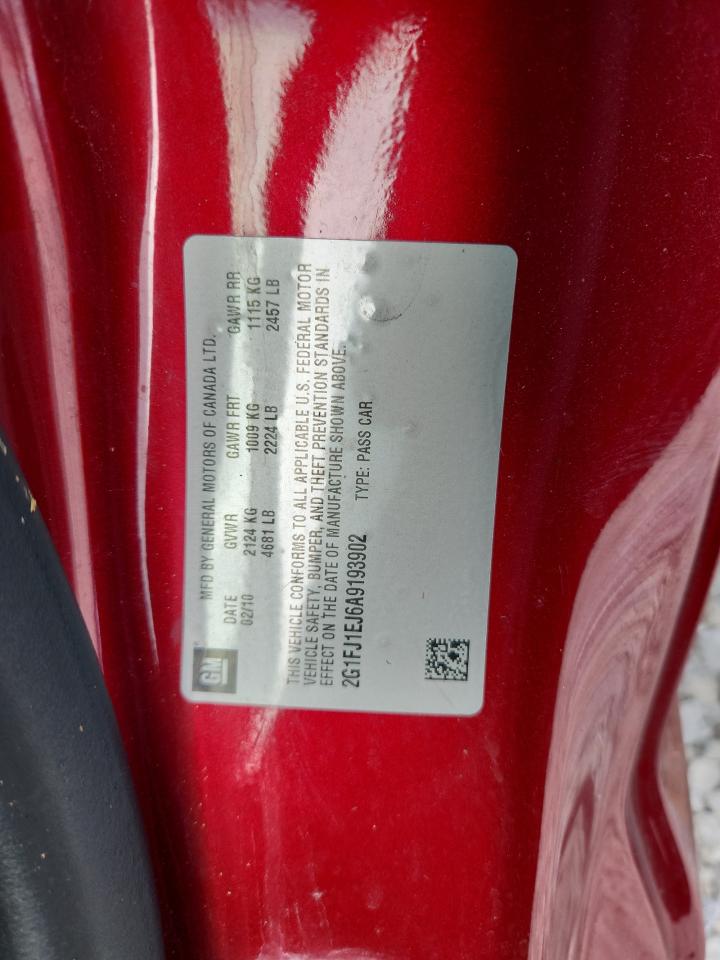 GM
MFD BY GENERAL MOTORS OF CANADA LTD.
DATE GVWR GAWR FRT GAWR RR
02/10 2124 KG 1009 KG 1115 KG
4681 LB 2224 LB 2457 LB
THIS VEHICLE CONFORMS TO ALL APPLICABLE U.S. FEDERAL MOTOR
VEHICLE SAFETY, BUMPER, AND THEFT PREVENTION STANDARDS IN
EFFECT ON THE DATE OF MANUFACTURE SHOWN ABOVE.
2G1FJ1EJ6A9193902 TYPE: PASS CAR